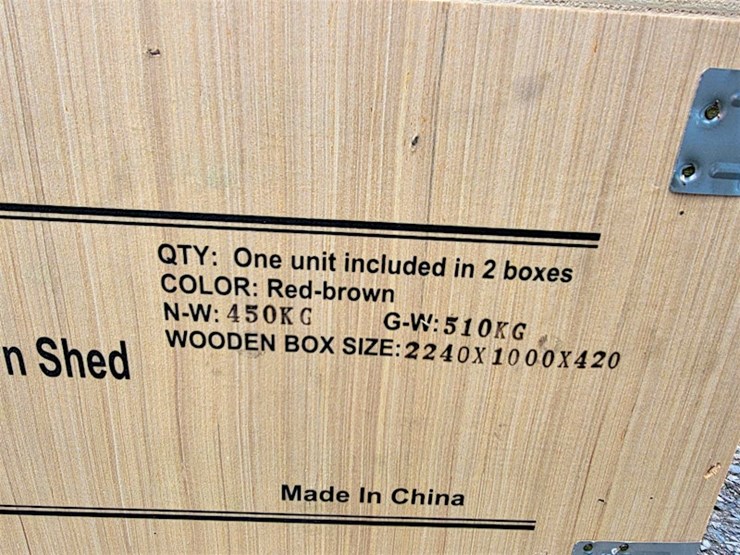 QTY: One unit included in 2 boxes
COLOR: Red-brown
N-W: 450KG G-W: 510KG
WOODEN BOX SIZE: 2240X1000X420
n Shed
Made In China